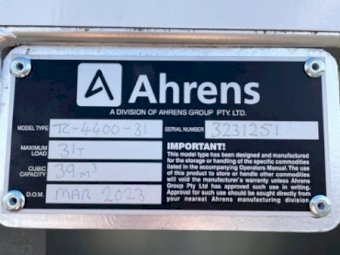 Ahrens
A DIVISION OF AHRENS GROUP PTY. LTD.
MODEL TYPE TC-4400-31 SERIAL NUMBER 3231251
MAXIMUM LOAD 31T
CUBIC CAPACITY 39 m³
D.O.M. MAR 2023
IMPORTANT!
This model type has been designed and manufactured
for the storage or handling of the specific commodities
listed in the accompanying Operators Manual. The use
of this product to store or handle other commodities
will void the manufacturer's warranty unless Ahrens
Group Pty Ltd has approved such use in writing.
Approval for such use should be sought directly from
your nearest Ahrens manufacturing division